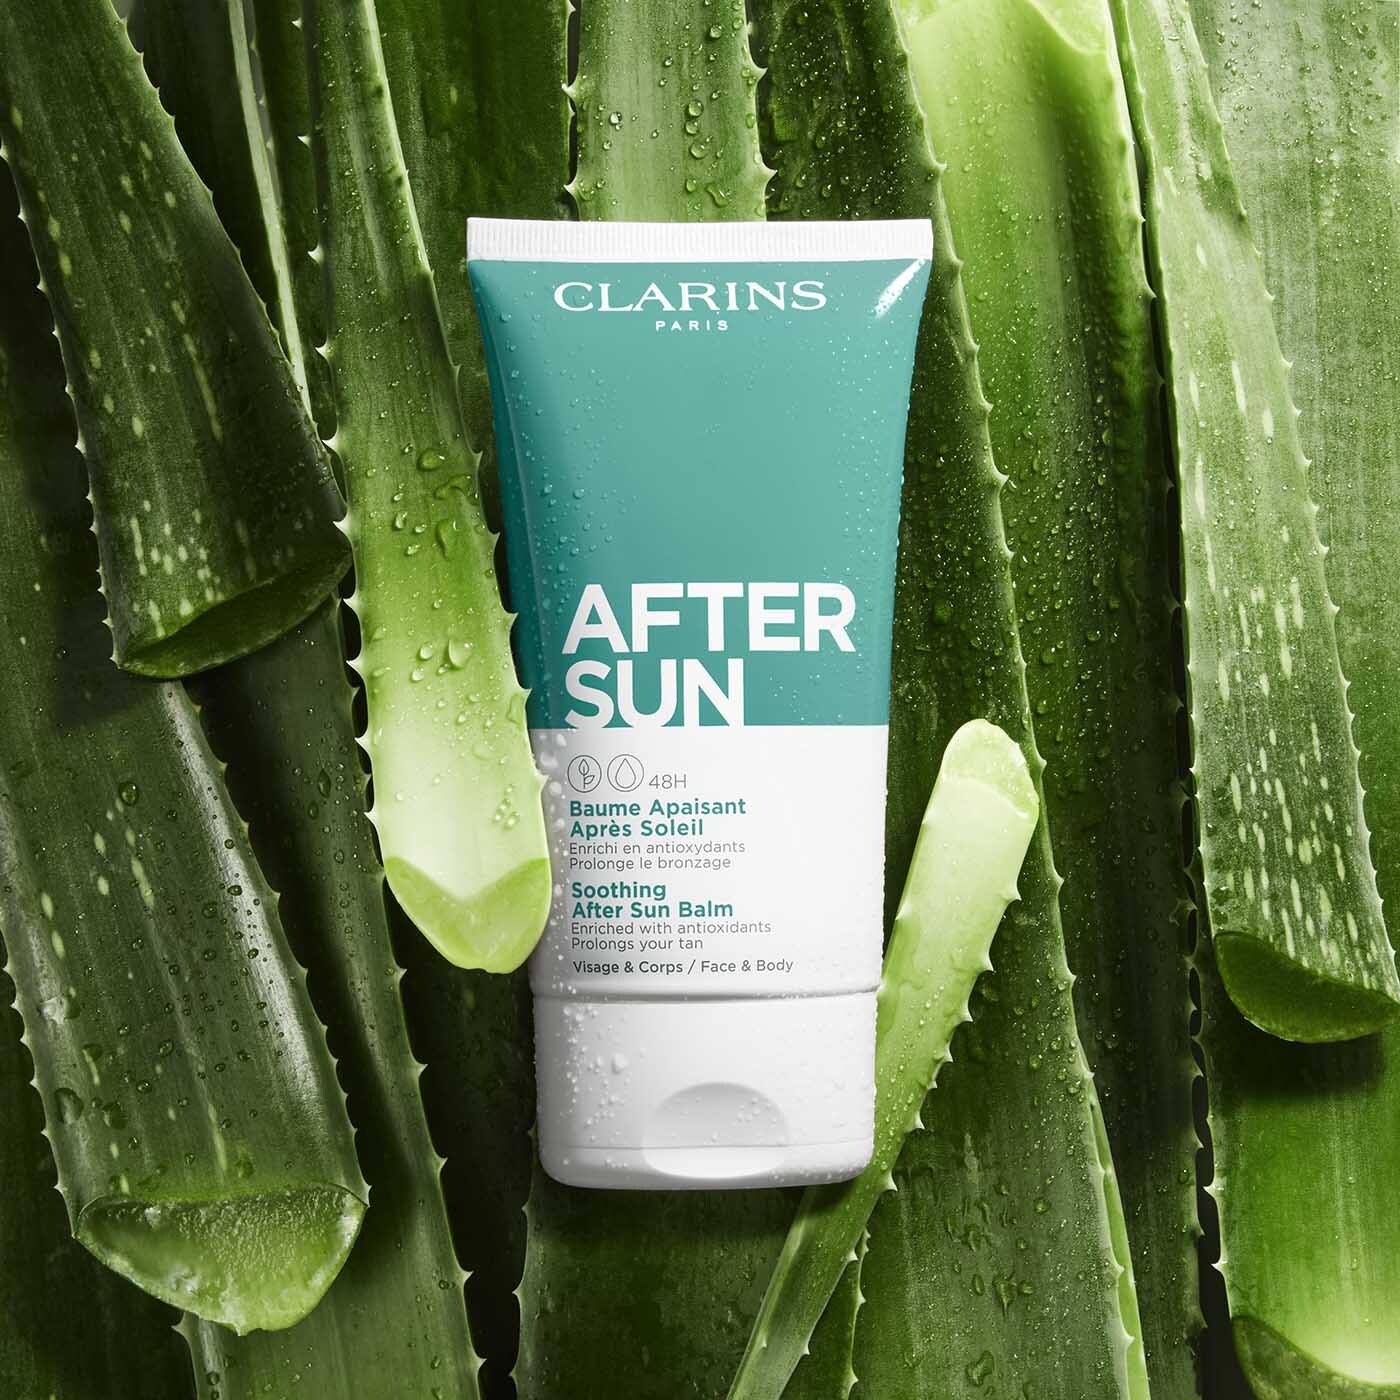 CLARINS
PARIS
AFTER
SUN
48H
Baume Apaisant
Après Soleil
Enrichi en antioxydants
Prolonge le bronzage
Soothing
After Sun Balm
Enriched with antioxidants
Prolongs your tan
Visage & Corps / Face & Body